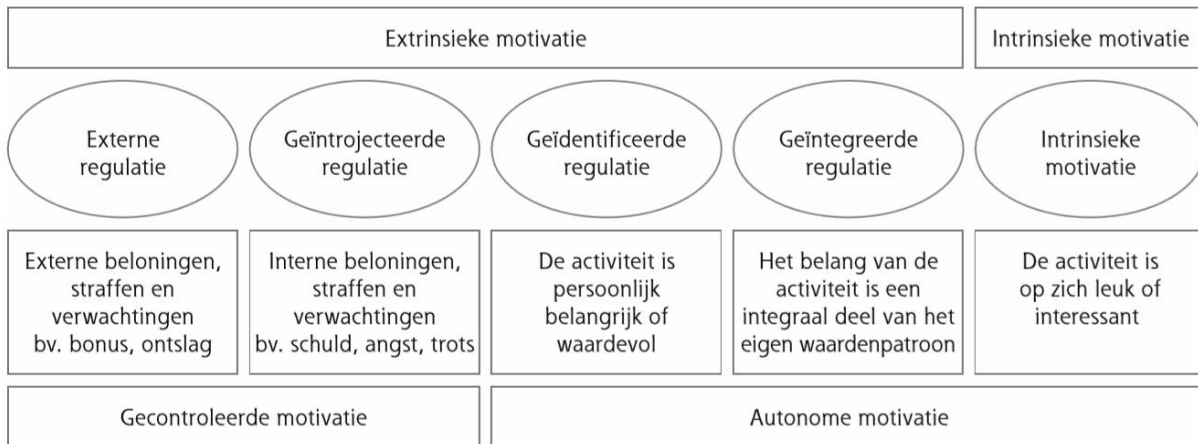 Extrinsieke motivatie
Intrinsieke motivatie
Externe
regulatie
Geïntrojecteerde
regulatie
Geïdentificeerde
regulatie
Geïntegreerde
regulatie
Intrinsieke
motivatie
Externe beloningen,
straffen en
verwachtingen
bv. bonus, ontslag
Interne beloningen,
straffen en
verwachtingen
bv. schuld, angst, trots
De activiteit is
persoonlijk
belangrijk of
waardevol
Het belang van de
activiteit is een
integraal deel van het
eigen waardenpatroon
De activiteit is
op zich leuk of
interessant
Gecontroleerde motivatie
Autonome motivatie